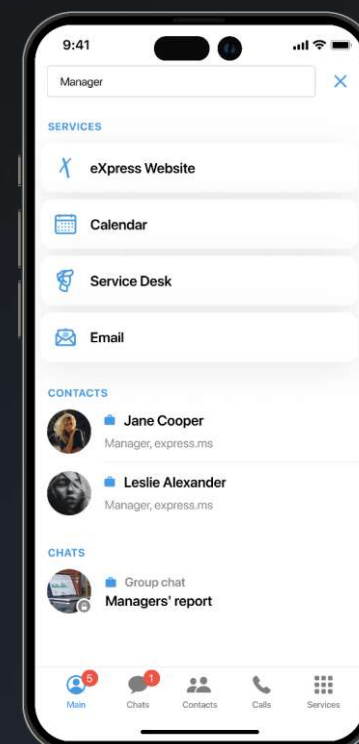 9:41
Manager
SERVICES
eXpress Website
Calendar
Service Desk
Email
CONTACTS
Jane Cooper
Manager, express.ms
Leslie Alexander
Manager, express.ms
CHATS
Group chat
Managers' report
5
1
Main
Chats
Contacts
Calls
Services